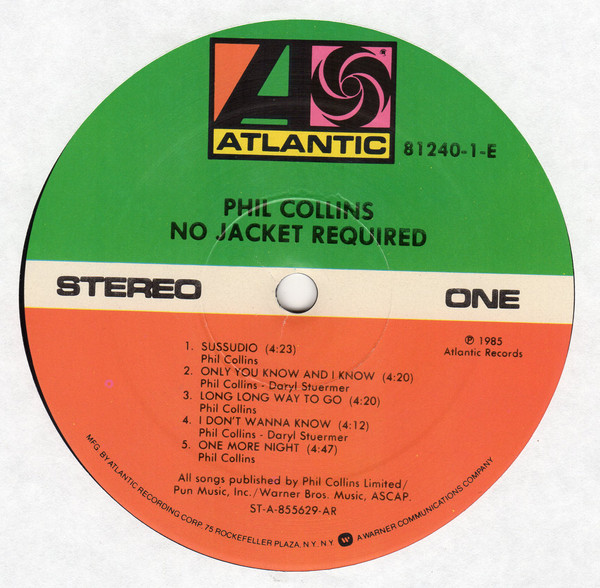 ATLANTIC
81240-1-E
PHIL COLLINS
NO JACKET REQUIRED
STEREO
ONE
℗ 1985
Atlantic Records
1. SUSSUDIO (4:23)
Phil Collins
2. ONLY YOU KNOW AND I KNOW (4:20)
Phil Collins - Daryl Stuermer
3. LONG LONG WAY TO GO (4:20)
Phil Collins
4. I DON'T WANNA KNOW (4:12)
Phil Collins - Daryl Stuermer
5. ONE MORE NIGHT (4:47)
Phil Collins
All songs published by Phil Collins Limited/
Pun Music, Inc./Warner Bros. Music, ASCAP.
ST-A-855629-AR
MFG. BY ATLANTIC RECORDING CORP. 75 ROCKEFELLER PLAZA, N.Y. N.Y. W A WARNER COMMUNICATIONS COMPANY